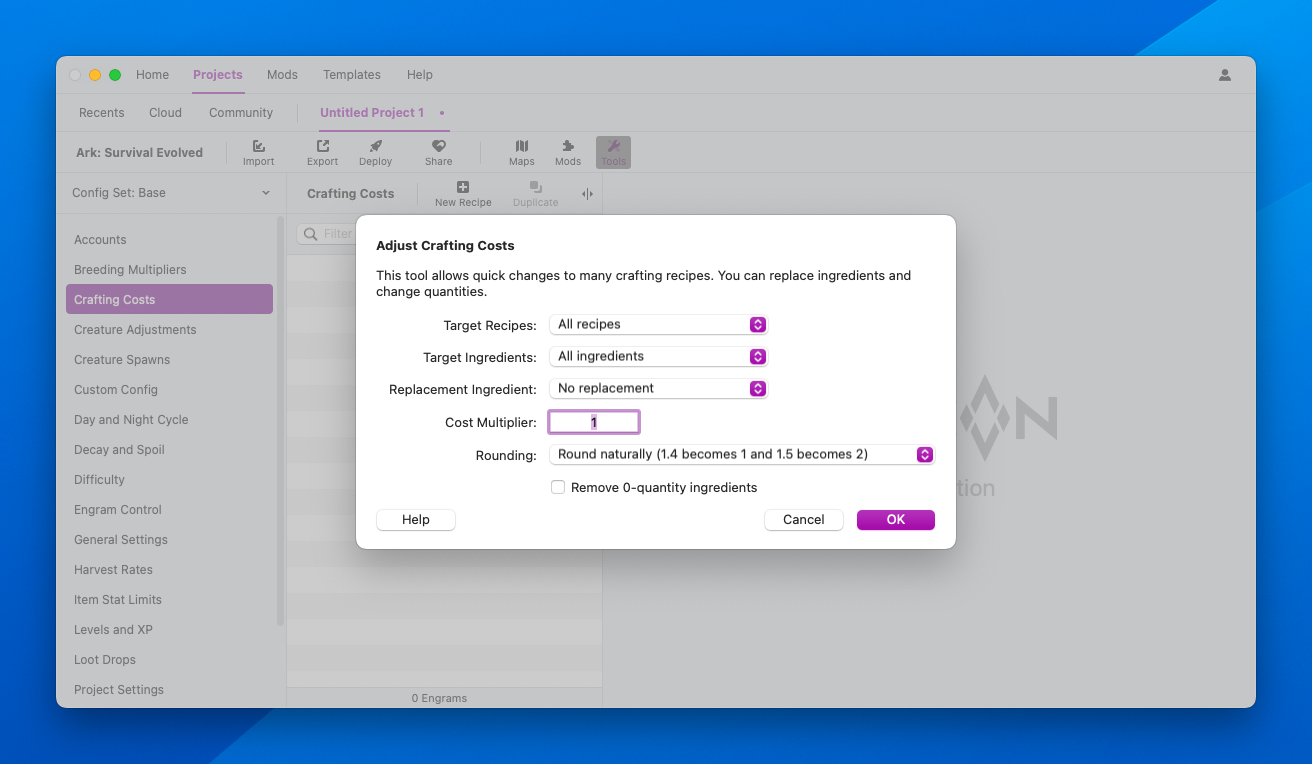 Home Projects Mods Templates Help
Recents Cloud Community Untitled Project 1 •
Ark: Survival Evolved Import Export Deploy Share Maps Mods Tools
Config Set: Base
Crafting Costs New Recipe Duplicate
Filter
Accounts
Breeding Multipliers
Crafting Costs
Creature Adjustments
Creature Spawns
Custom Config
Day and Night Cycle
Decay and Spoil
Difficulty
Engram Control
General Settings
Harvest Rates
Item Stat Limits
Levels and XP
Loot Drops
Project Settings
0 Engrams
Adjust Crafting Costs
This tool allows quick changes to many crafting recipes. You can replace ingredients and
change quantities.
Target Recipes: All recipes
Target Ingredients: All ingredients
Replacement Ingredient: No replacement
Cost Multiplier: 1
Rounding: Round naturally (1.4 becomes 1 and 1.5 becomes 2)
Remove 0-quantity ingredients
Help Cancel OK
N
tion